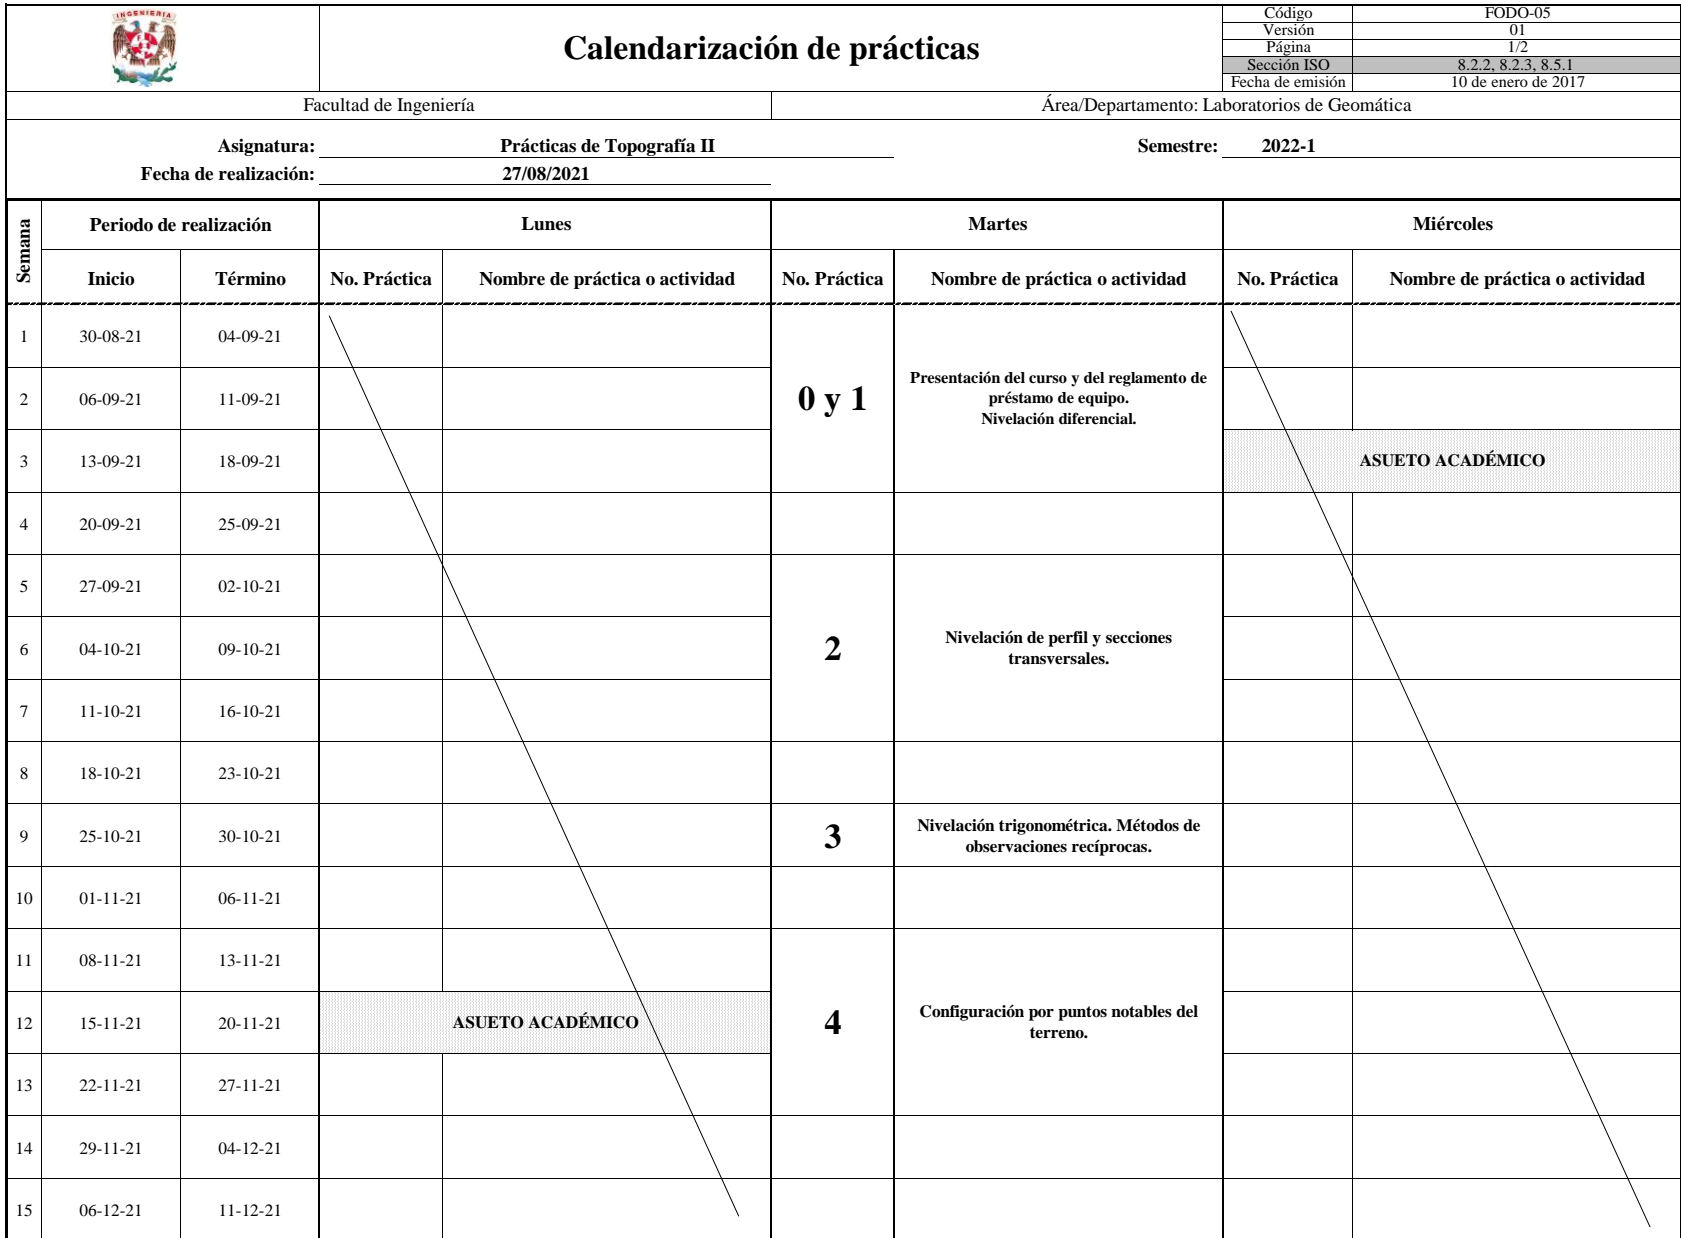 INGENIERIA
Calendarización de prácticas
Código FODO-05
Versión 01
Página 1/2
Sección ISO 8.2.2, 8.2.3, 8.5.1
Fecha de emisión 10 de enero de 2017
Facultad de Ingeniería Área/Departamento: Laboratorios de Geomática
Asignatura: Prácticas de Topografía II Semestre: 2022-1
Fecha de realización: 27/08/2021
Semana Periodo de realización Lunes Martes Miércoles
Inicio Término No. Práctica Nombre de práctica o actividad No. Práctica Nombre de práctica o actividad No. Práctica Nombre de práctica o actividad
1 30-08-21 04-09-21
2 06-09-21 11-09-21
0 y 1
Presentación del curso y del reglamento de
préstamo de equipo.
Nivelación diferencial.
3 13-09-21 18-09-21 ASUETO ACADÉMICO
4 20-09-21 25-09-21
5 27-09-21 02-10-21
6 04-10-21 09-10-21
2
Nivelación de perfil y secciones
transversales.
7 11-10-21 16-10-21
8 18-10-21 23-10-21
9 25-10-21 30-10-21
3
Nivelación trigonométrica. Métodos de
observaciones recíprocas.
10 01-11-21 06-11-21
11 08-11-21 13-11-21
12 15-11-21 20-11-21 ASUETO ACADÉMICO
4
Configuración por puntos notables del
terreno.
13 22-11-21 27-11-21
14 29-11-21 04-12-21
15 06-12-21 11-12-21